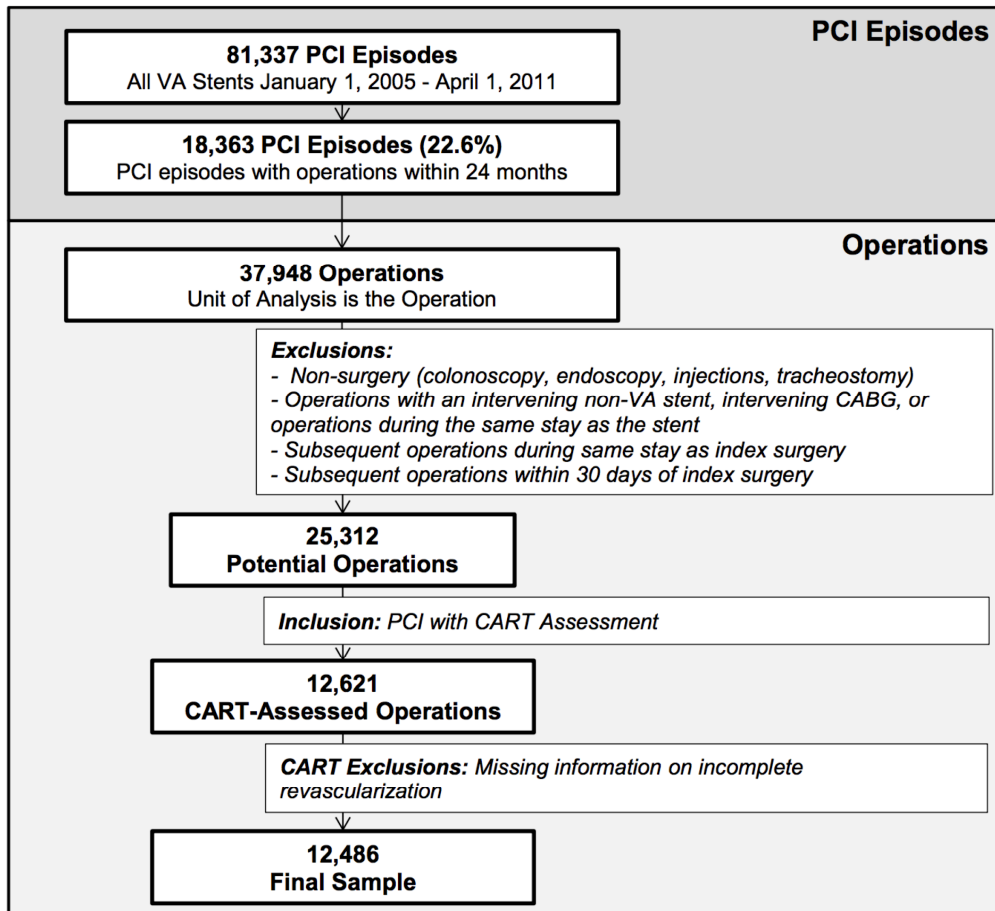 PCI Episodes
81,337 PCI Episodes
All VA Stents January 1, 2005 - April 1, 2011
18,363 PCI Episodes (22.6%)
PCI episodes with operations within 24 months
Operations
37,948 Operations
Unit of Analysis is the Operation
Exclusions:
- Non-surgery (colonoscopy, endoscopy, injections, tracheostomy)
- Operations with an intervening non-VA stent, intervening CABG, or
operations during the same stay as the stent
- Subsequent operations during same stay as index surgery
- Subsequent operations within 30 days of index surgery
25,312
Potential Operations
Inclusion: PCI with CART Assessment
12,621
CART-Assessed Operations
CART Exclusions: Missing information on incomplete
revascularization
12,486
Final Sample